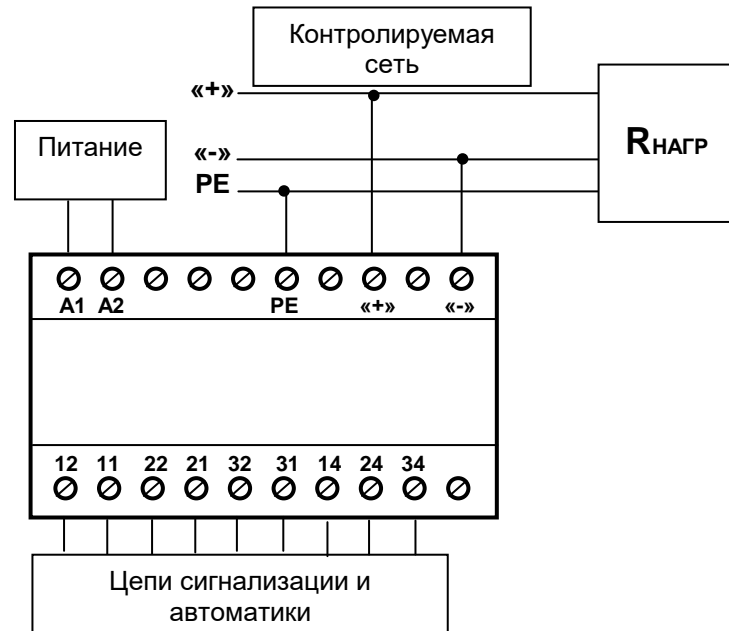 Контролируемая
сеть
«+»
Питание
«-»
PE
RНАГР
A1 A2 PE «+» «-»
12 11 22 21 32 31 14 24 34
Цепи сигнализации и
автоматики